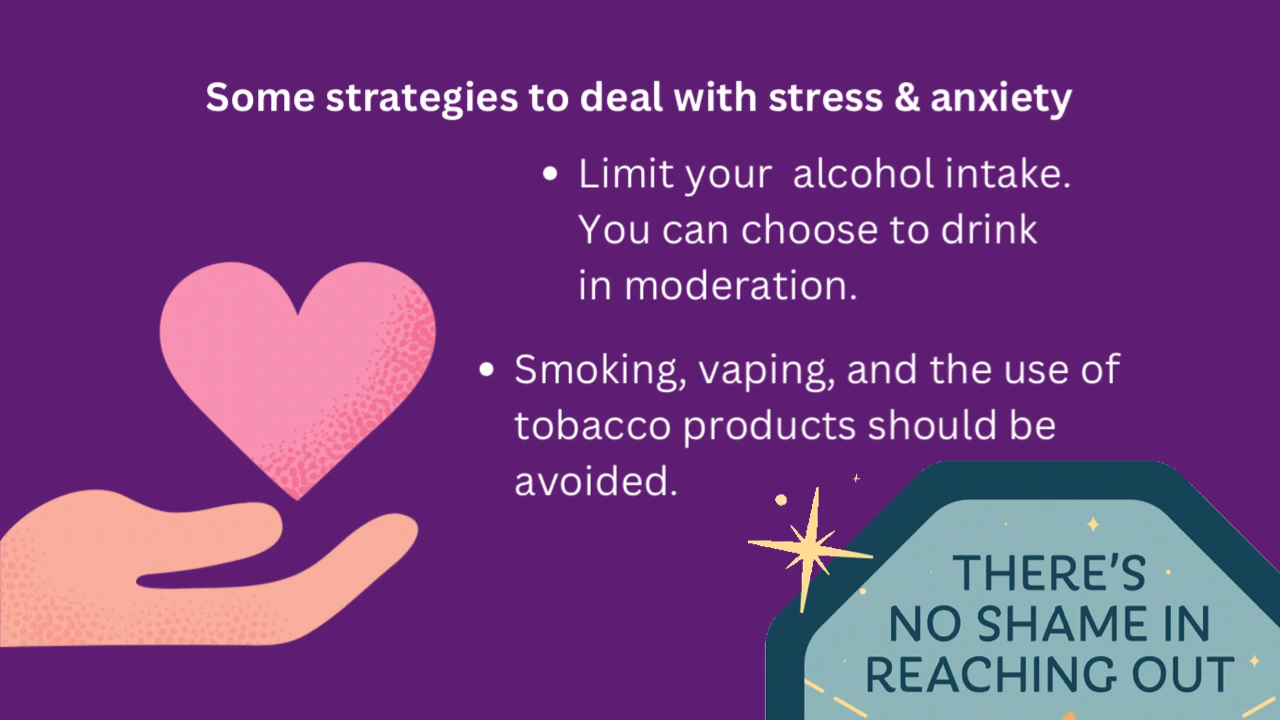 Some strategies to deal with stress & anxiety
• Limit your  alcohol intake.
You can choose to drink
in moderation.
• Smoking, vaping, and the use of
tobacco products should be
avoided.
THERE'S
NO SHAME IN
REACHING OUT